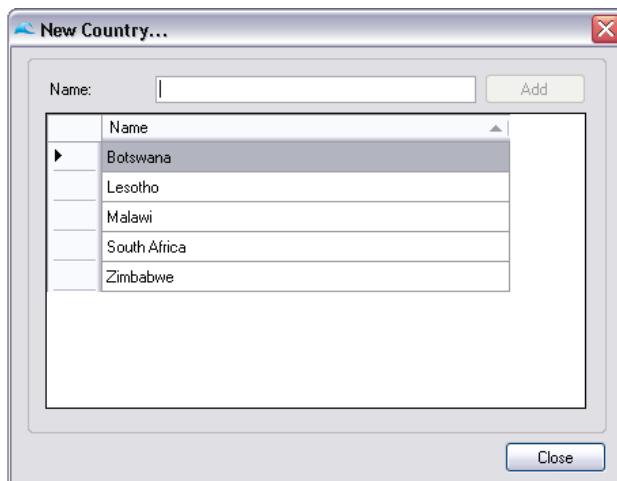 New Country...
Name:
Add
Name
Botswana
Lesotho
Malawi
South Africa
Zimbabwe
Close